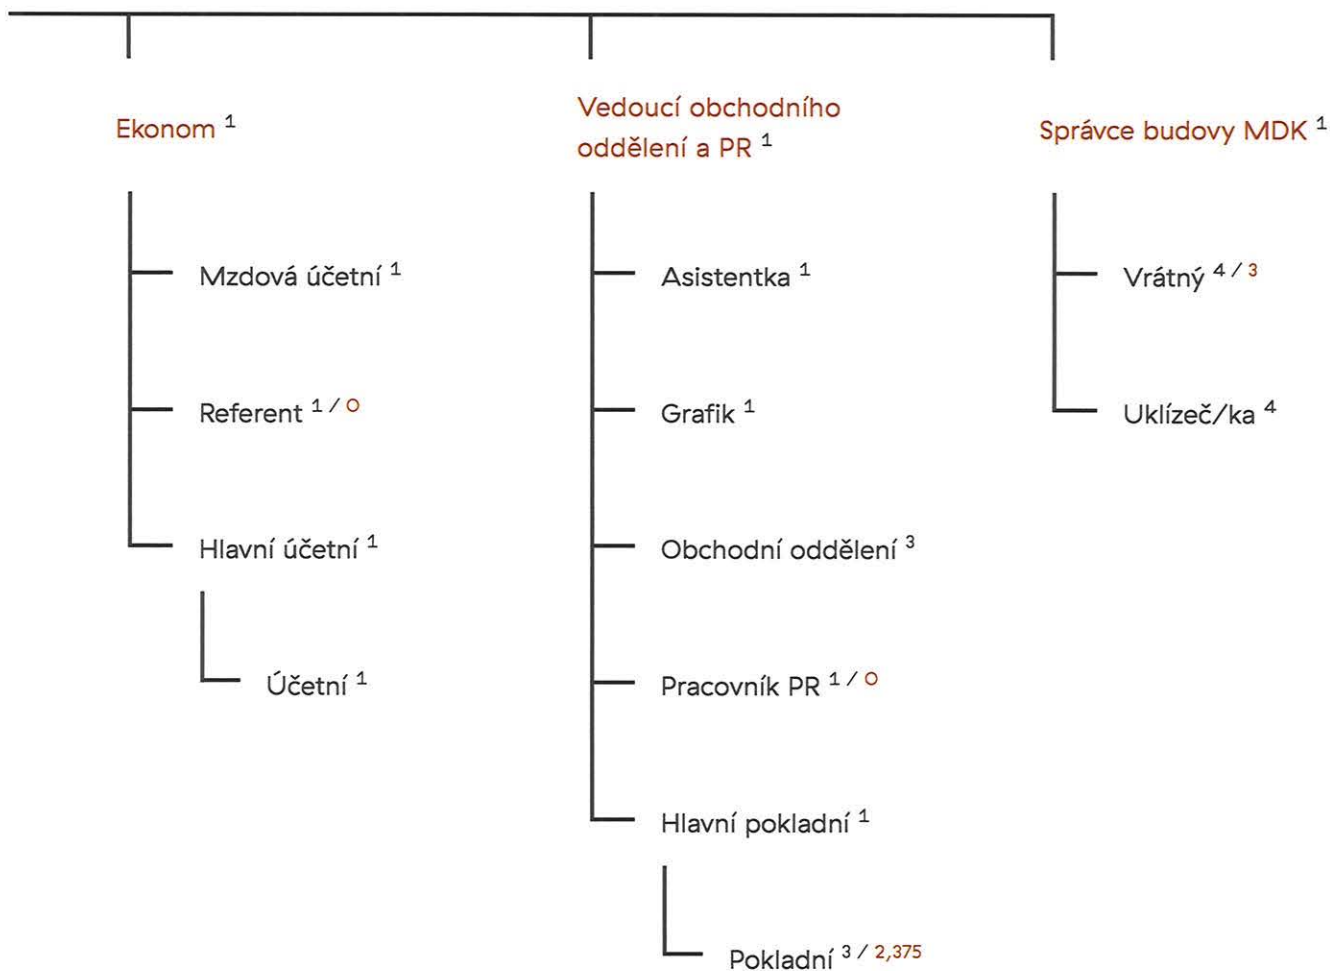 Ekonom 1
Mzdová účetní 1
Referent 1 / 0
Hlavní účetní 1
Účetní 1
Vedoucí obchodního
oddělení a PR 1
Asistentka 1
Grafik 1
Obchodní oddělení 3
Pracovník PR 1 / 0
Hlavní pokladní 1
Pokladní 3 / 2,375
Správce budovy MDK 1
Vrátný 4 / 3
Uklízeč/ka 4